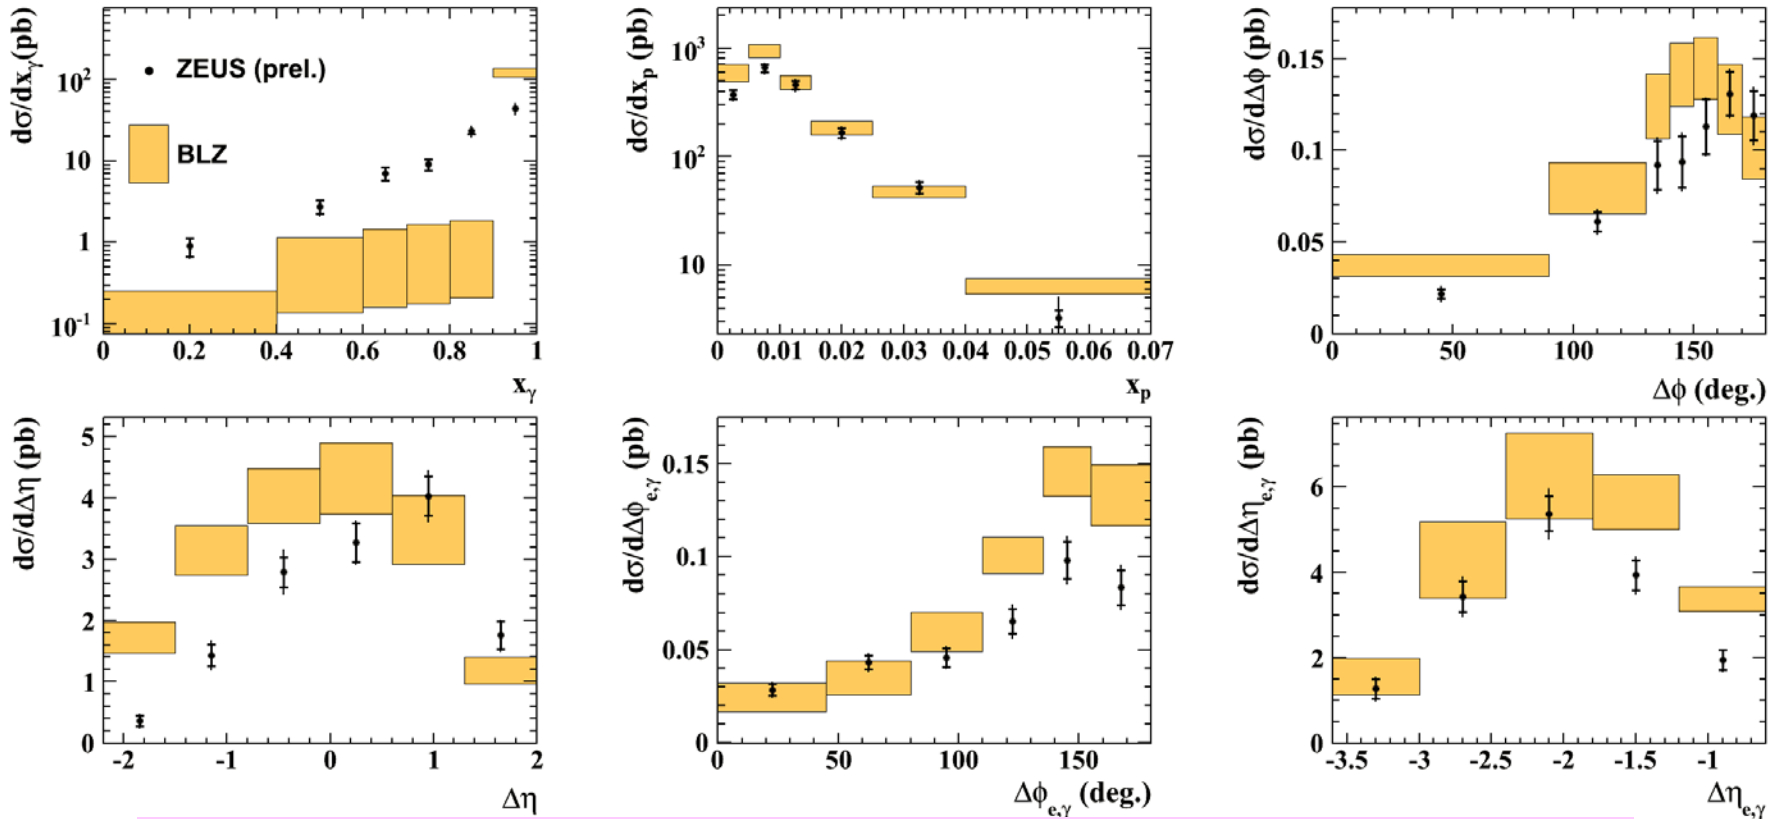 dσ/dx_γ (pb)
10²
10
1
10⁻¹
ZEUS (prel.)
BLZ
0 0.2 0.4 0.6 0.8 1
x_γ
dσ/dx_p (pb)
10³
10²
10
0 0.01 0.02 0.03 0.04 0.05 0.06 0.07
x_p
dσ/dΔϕ (pb)
0.15
0.1
0.05
0
0 50 100 150
Δϕ (deg.)
dσ/dΔη (pb)
5
4
3
2
1
0
-2 -1 0 1 2
Δη
dσ/dΔϕ_e,γ (pb)
0.15
0.1
0.05
0
0 50 100 150
Δϕ_e,γ (deg.)
dσ/dΔη_e,γ (pb)
6
4
2
0
-3.5 -3 -2.5 -2 -1.5 -1
Δη_e,γ